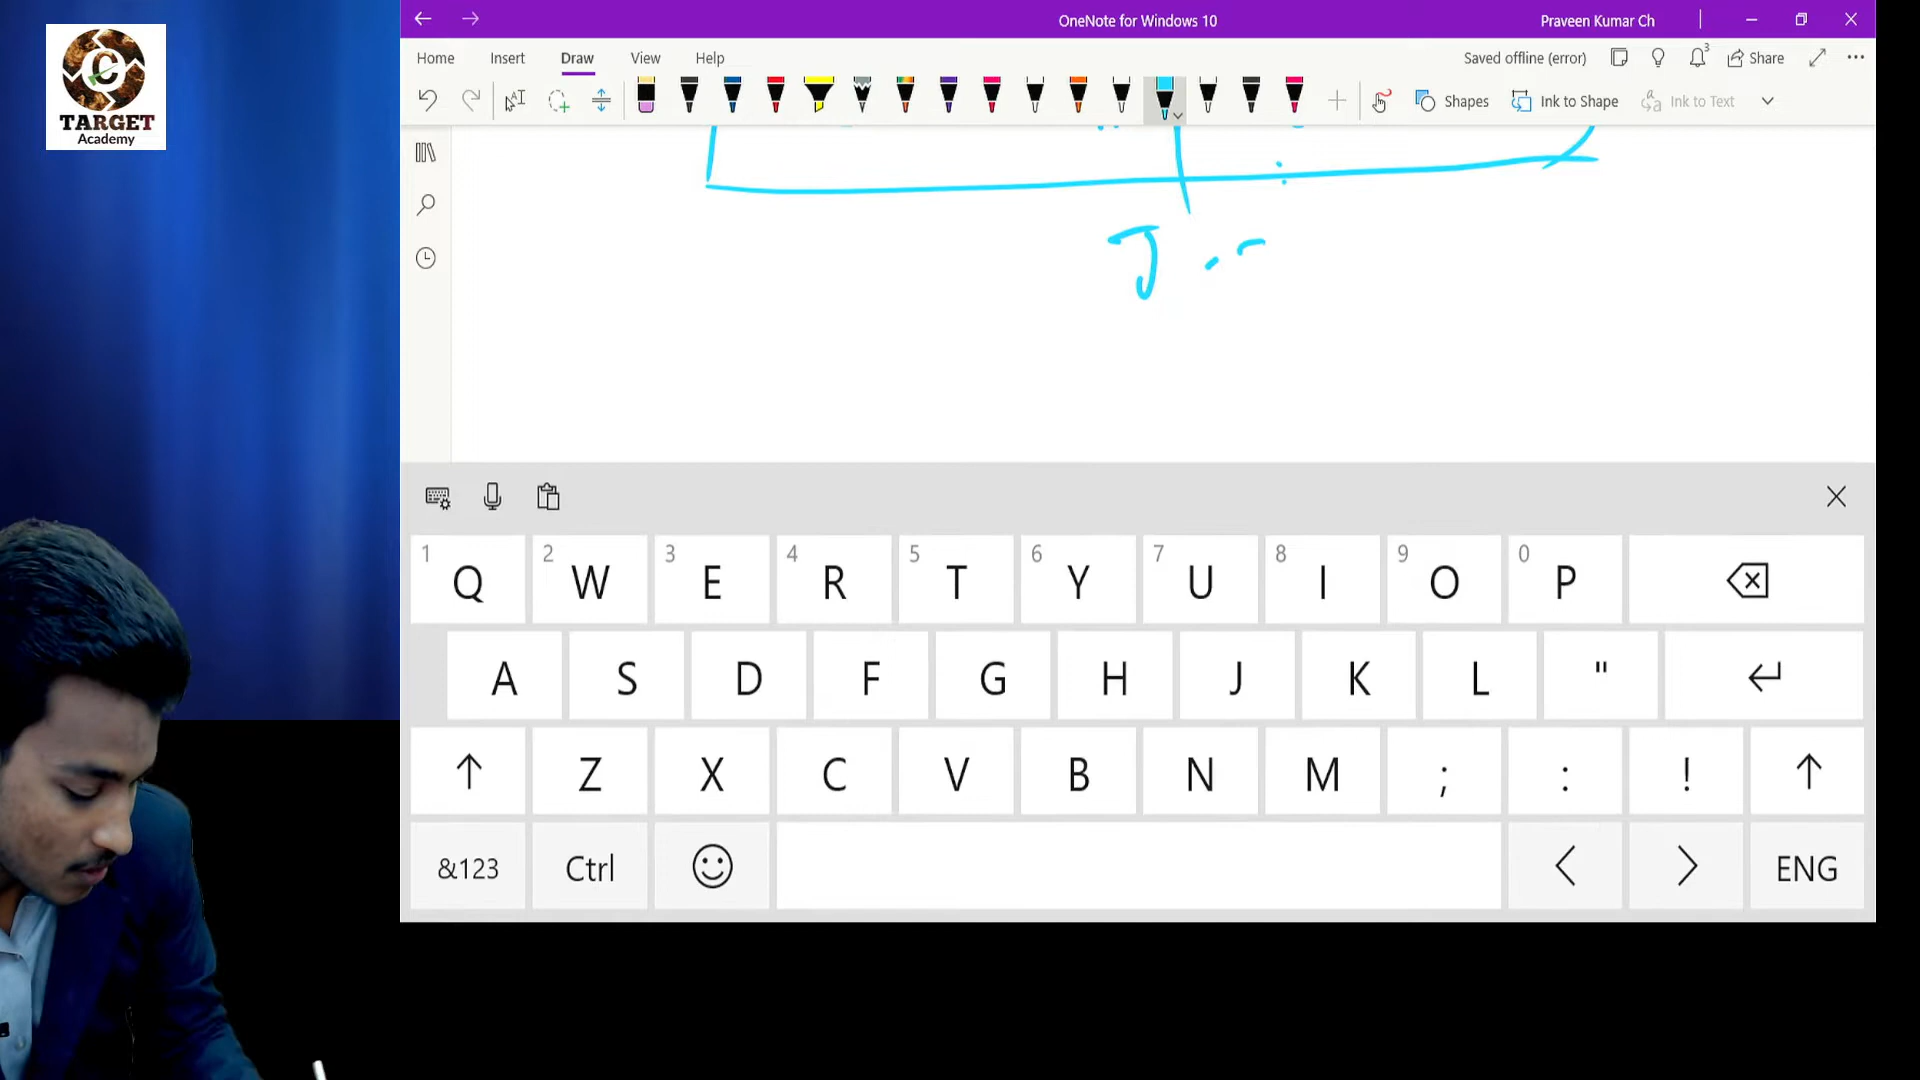 TARGET
Academy
OneNote for Windows 10
Praveen Kumar Ch
Home Insert Draw View Help
Saved offline (error) 3 Share
Shapes Ink to Shape Ink to Text
J
1 Q 2 W 3 E 4 R 5 T 6 Y 7 U 8 I 9 O 0 P
A S D F G H J K L "
Z X C V B N M ; : !
&123 Ctrl ENG